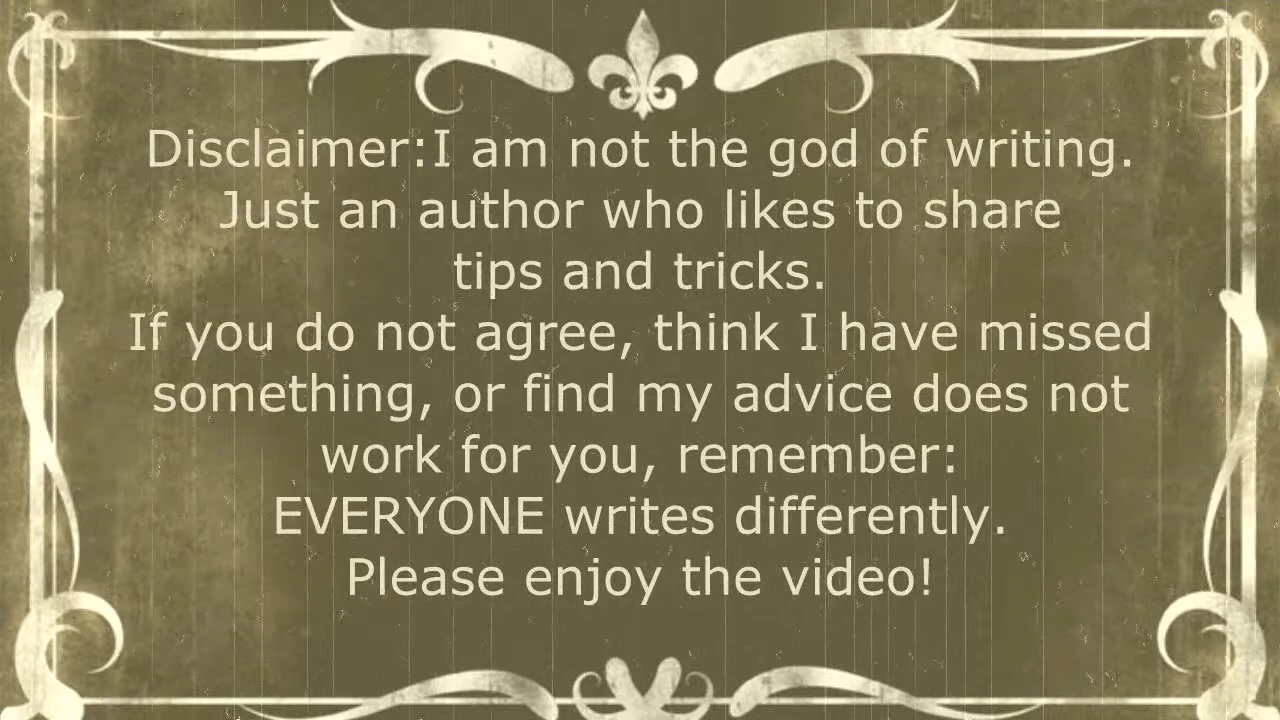 Disclaimer:I am not the god of writing.
Just an author who likes to share
tips and tricks.
If you do not agree, think I have missed
something, or find my advice does not
work for you, remember:
EVERYONE writes differently.
Please enjoy the video!